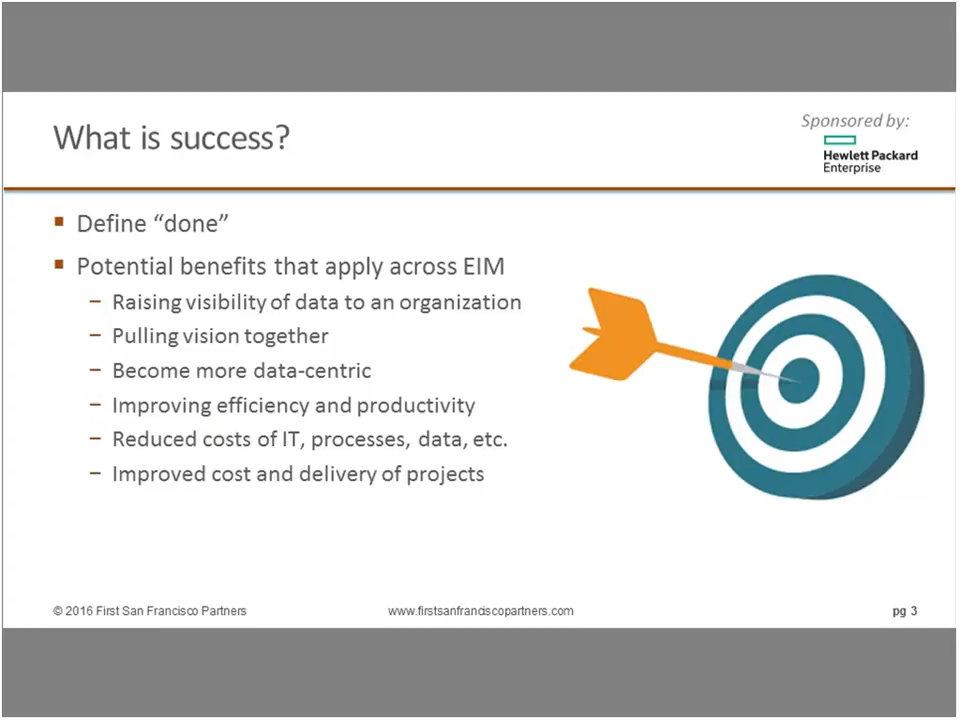 What is success?
Sponsored by:
Hewlett Packard
Enterprise
▪ Define “done”
▪ Potential benefits that apply across EIM
– Raising visibility of data to an organization
– Pulling vision together
– Become more data-centric
– Improving efficiency and productivity
– Reduced costs of IT, processes, data, etc.
– Improved cost and delivery of projects
© 2016 First San Francisco Partners
www.firstsanfranciscopartners.com
pg 3